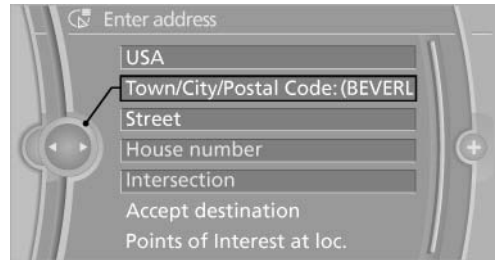 Enter address
USA
Town/City/Postal Code: (BEVERL
Street
House number
Intersection
Accept destination
Points of Interest at loc.